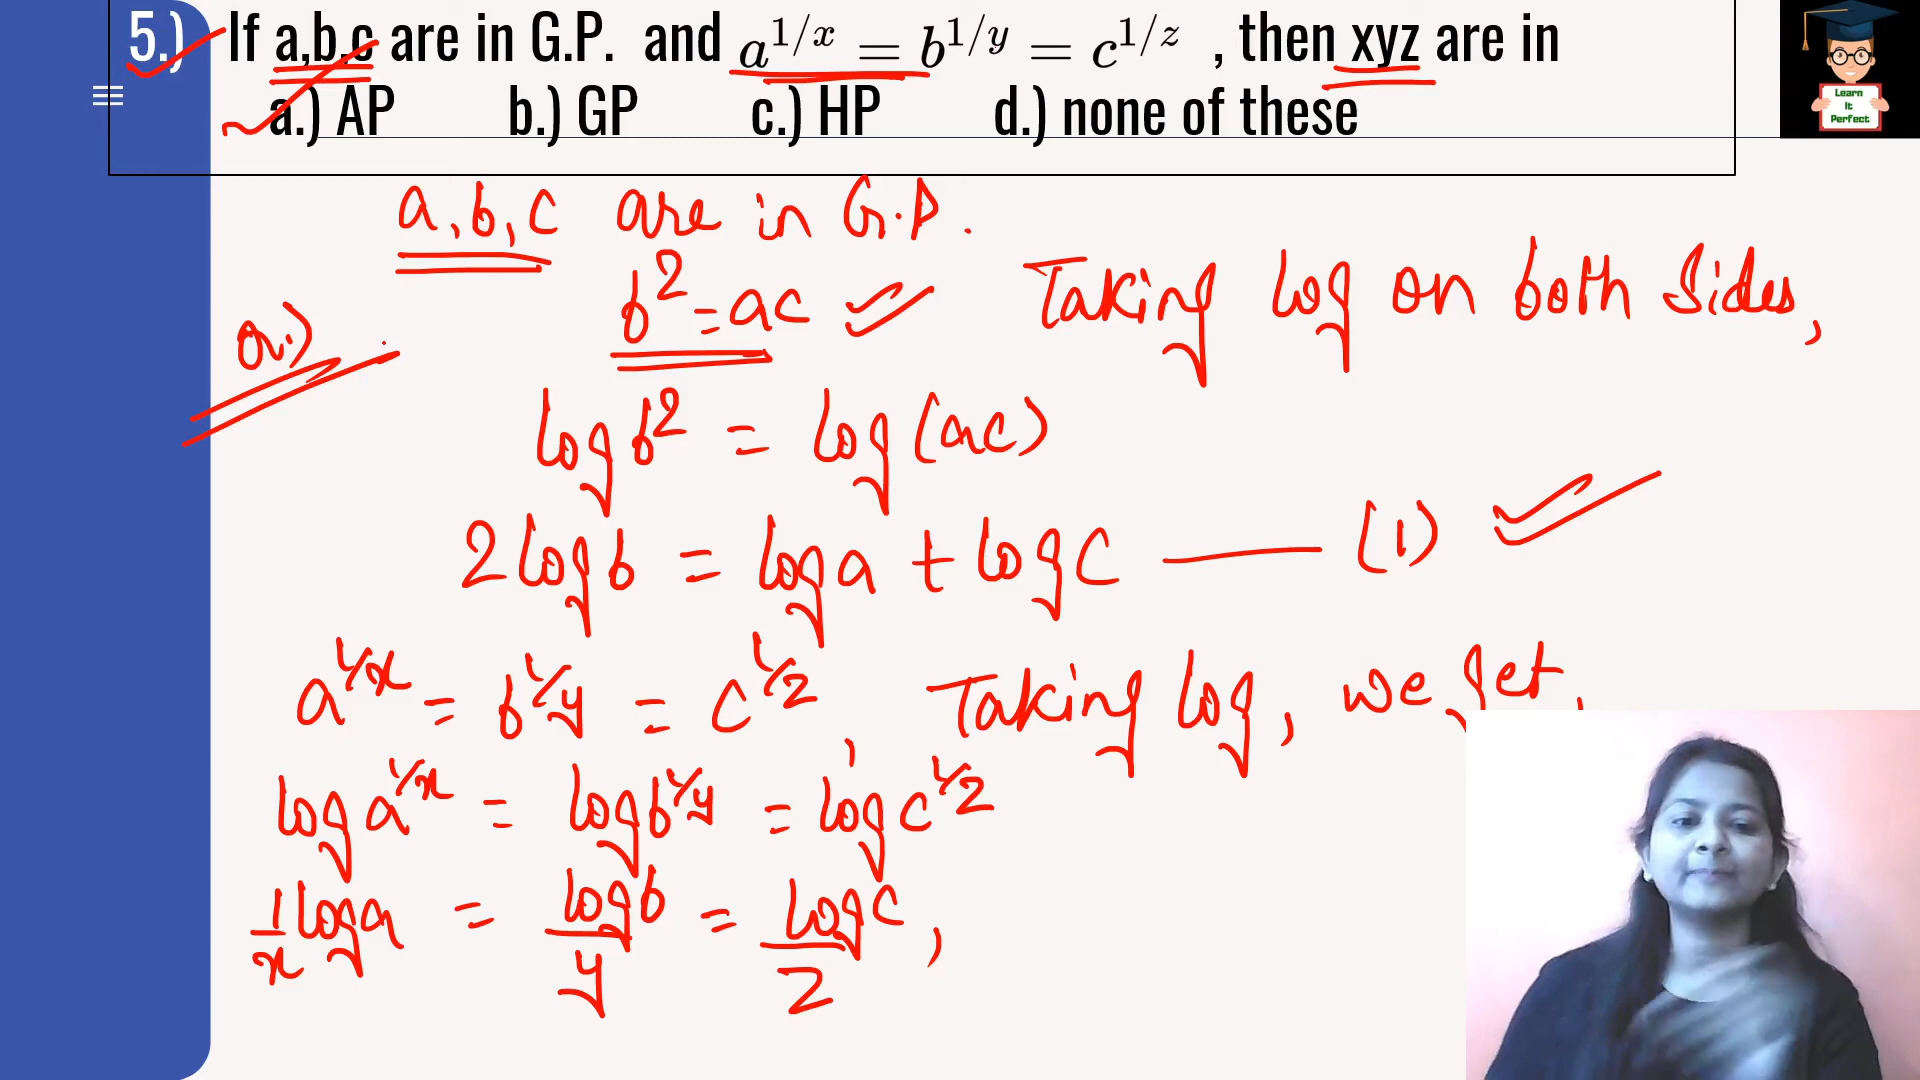 5.) If a,b,c are in G.P. and a^{1/x} = b^{1/y} = c^{1/z} , then xyz are in
a.) AP b.) GP c.) HP d.) none of these
Learn
It
Perfect
a,b,c are in G.P.
b² = ac Taking log on both sides,
a.)
log b² = log(ac)
2 log b = log a + log c —— (1)
a^{1/x} = b^{1/y} = c^{1/z}, Taking log, we get,
log a^{1/x} = log b^{1/y} = log c^{1/z}
1/x log a = log b/y = log c/z ,